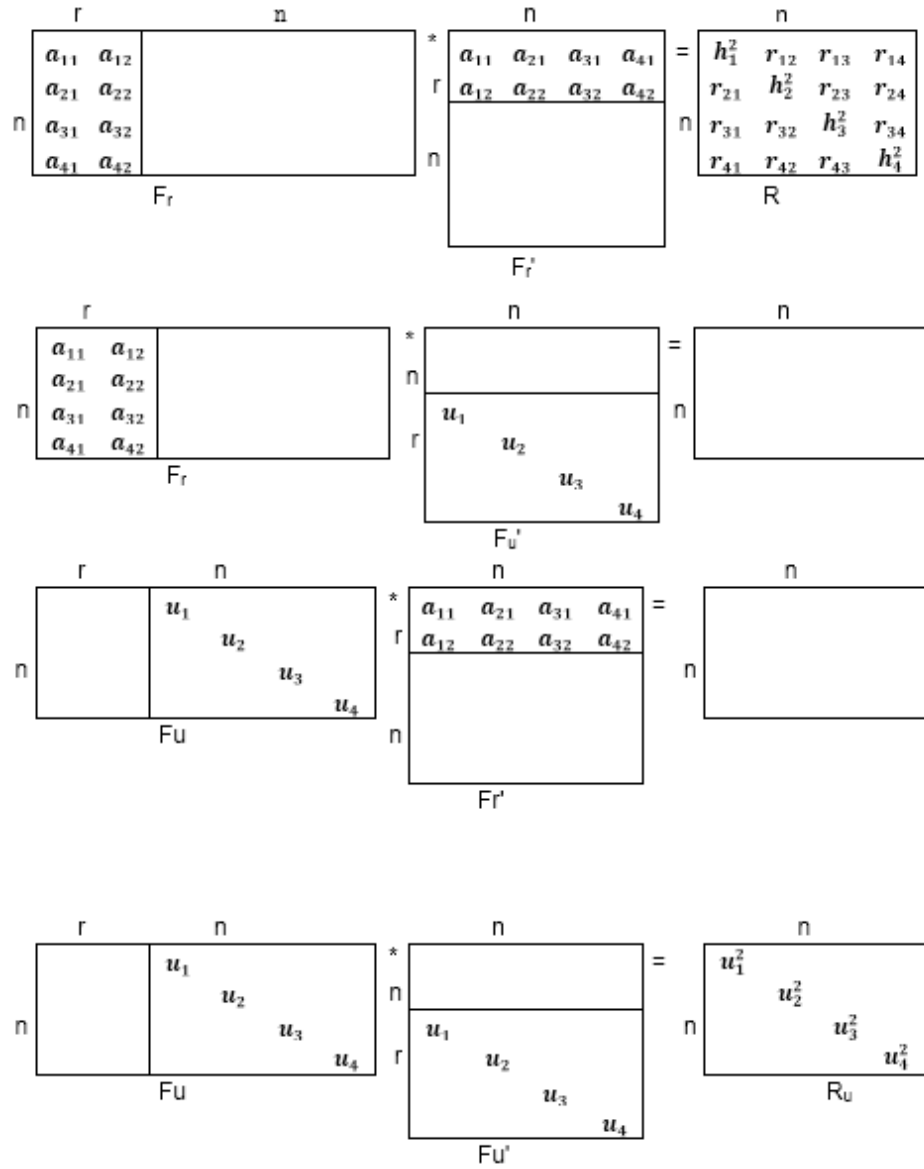 r n n n
a₁₁ a₁₂ * a₁₁ a₂₁ a₃₁ a₄₁ = h₁² r₁₂ r₁₃ r₁₄
a₂₁ a₂₂ r a₁₂ a₂₂ a₃₂ a₄₂ r₂₁ h₂² r₂₃ r₂₄
n a₃₁ a₃₂ n r₃₁ r₃₂ h₃² r₃₄
a₄₁ a₄₂ n r₄₁ r₄₂ r₄₃ h₄²
Fᵣ R
Fᵣ'
r n n
a₁₁ a₁₂ * =
a₂₁ a₂₂ n
n a₃₁ a₃₂ u₁ n
a₄₁ a₄₂ r u₂
Fᵣ u₃
u₄
Fᵤ'
r n n n
u₁ * a₁₁ a₂₁ a₃₁ a₄₁ =
u₂ r a₁₂ a₂₂ a₃₂ a₄₂
n u₃ n
u₄
Fu n
Fr'
r n n n
u₁ * = u₁²
u₂ n u₂²
n u₃ u₁ n u₃²
u₄ r u₂ u₄²
Fu u₃ Rᵤ
u₄
Fu'